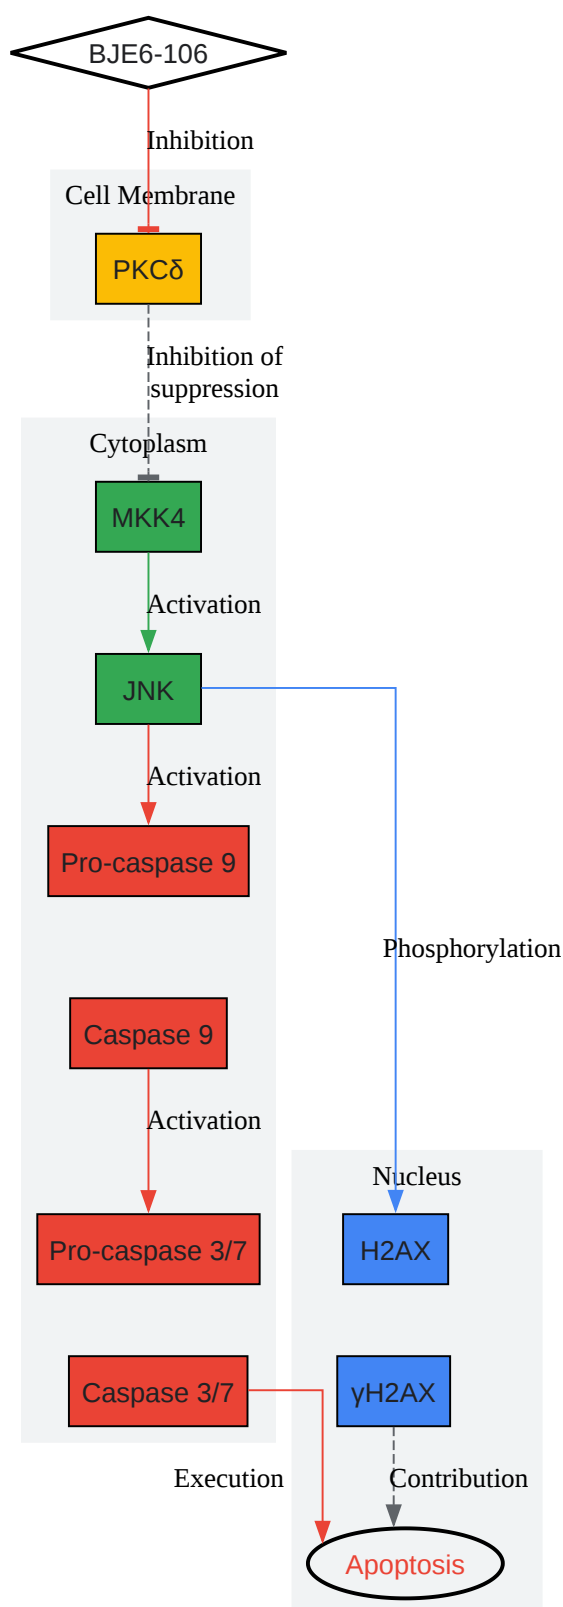 BJE6-106
Inhibition
Cell Membrane
PKCδ
Inhibition of
suppression
Cytoplasm
MKK4
Activation
JNK
Activation
Pro-caspase 9
Phosphorylation
Caspase 9
Activation
Nucleus
Pro-caspase 3/7
H2AX
Caspase 3/7
γH2AX
Execution
Contribution
Apoptosis